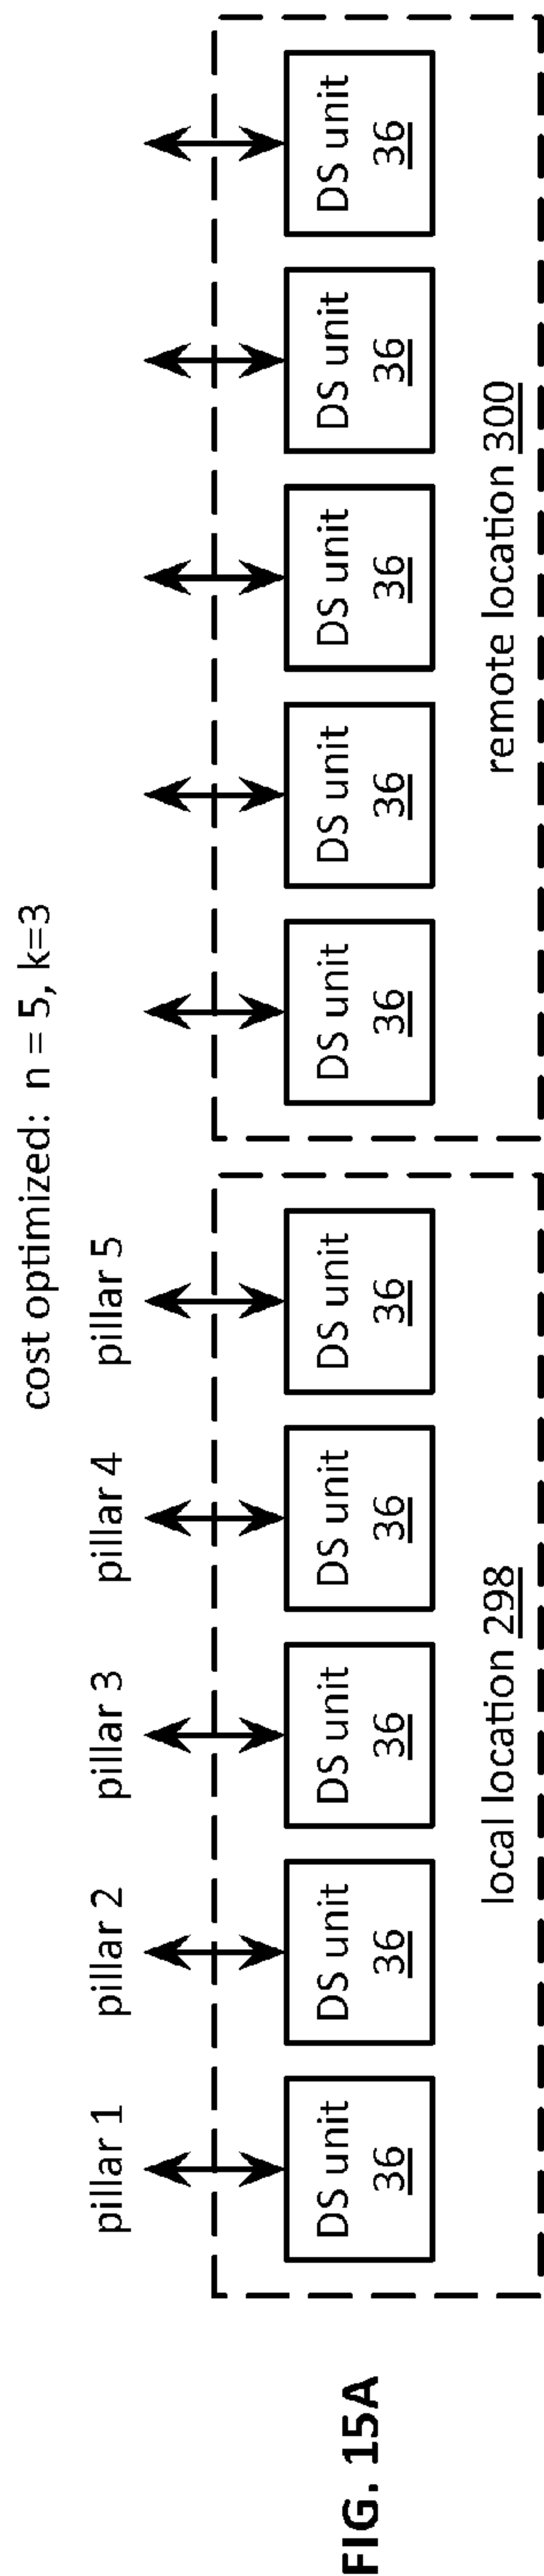 cost optimized: n = 5, k=3
pillar 1
pillar 2
pillar 3
pillar 4
pillar 5
DS unit
36
DS unit
36
DS unit
36
DS unit
36
DS unit
36
DS unit
36
DS unit
36
DS unit
36
DS unit
36
DS unit
36
local location 298
remote location 300
FIG. 15A